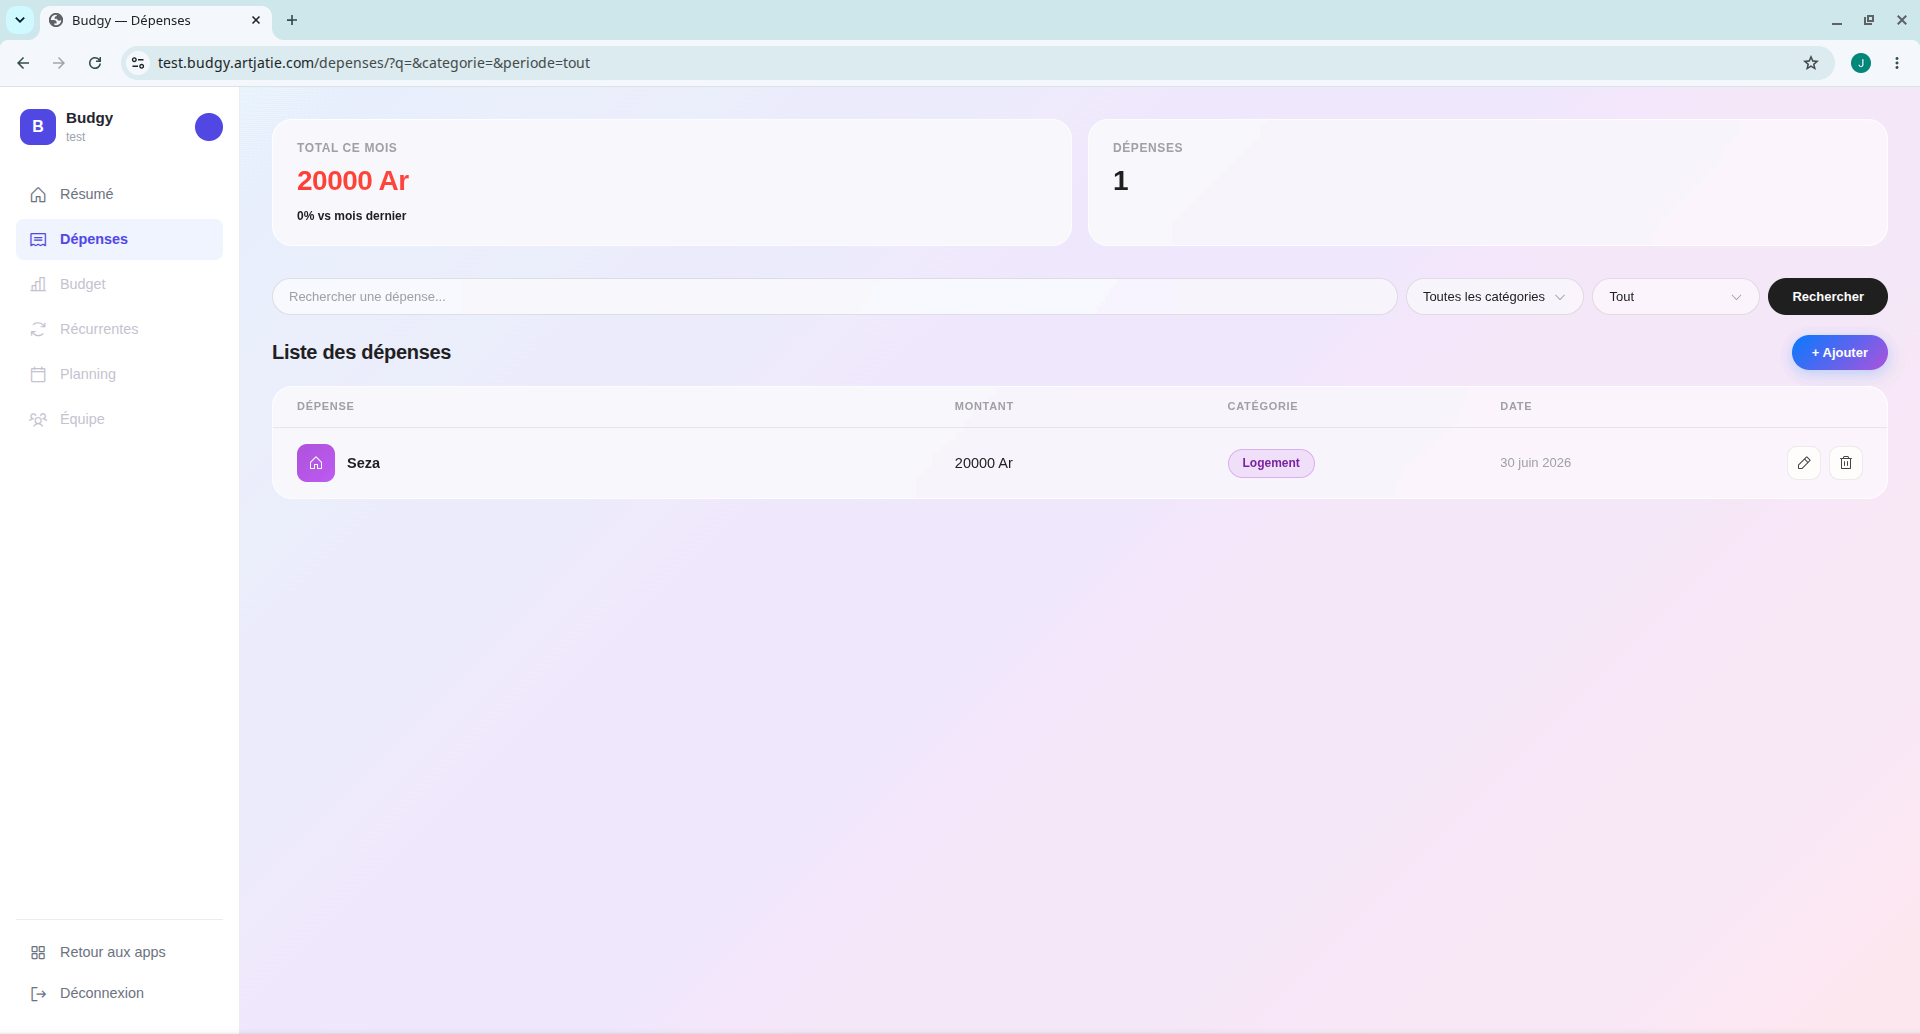 Budgy — Dépenses
test.budgy.artjatie.com/depenses/?q=&categorie=&periode=tout
J
B
Budgy
test
Résumé
Dépenses
Budget
Récurrentes
Planning
Équipe
Retour aux apps
Déconnexion
TOTAL CE MOIS
20000 Ar
0% vs mois dernier
DÉPENSES
1
Rechercher une dépense...
Toutes les catégories
Tout
Rechercher
Liste des dépenses
+ Ajouter
DÉPENSE MONTANT CATÉGORIE DATE
Seza 20000 Ar Logement 30 juin 2026